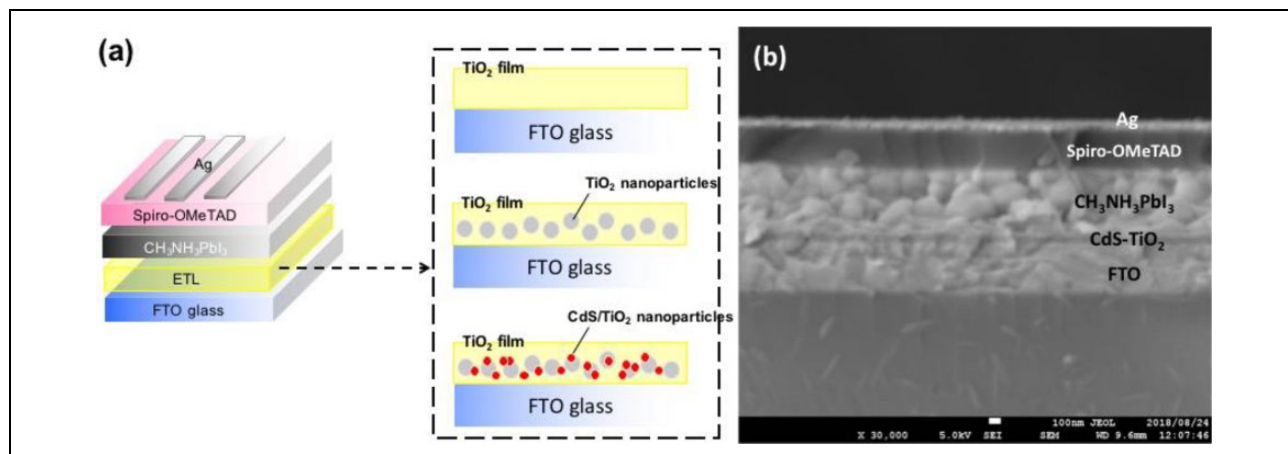 (a)
Ag
Spiro-OMeTAD
CH₃NH₃PbI₃
ETL
FTO glass
TiO₂ film
FTO glass
TiO₂ nanoparticles
TiO₂ film
FTO glass
CdS/TiO₂ nanoparticles
TiO₂ film
FTO glass
(b)
Ag
Spiro-OMeTAD
CH₃NH₃PbI₃
CdS-TiO₂
FTO
100nm JEOL 2018/08/24
X 30,000 5.0kV SEI SEM WD 9.6mm 12:07:46